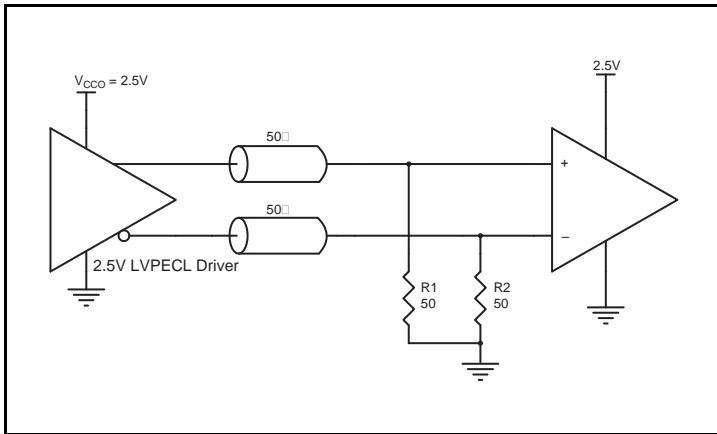 V_CCO = 2.5V
2.5V
50□
+
50□
–
2.5V LVPECL Driver
R1
50
R2
50